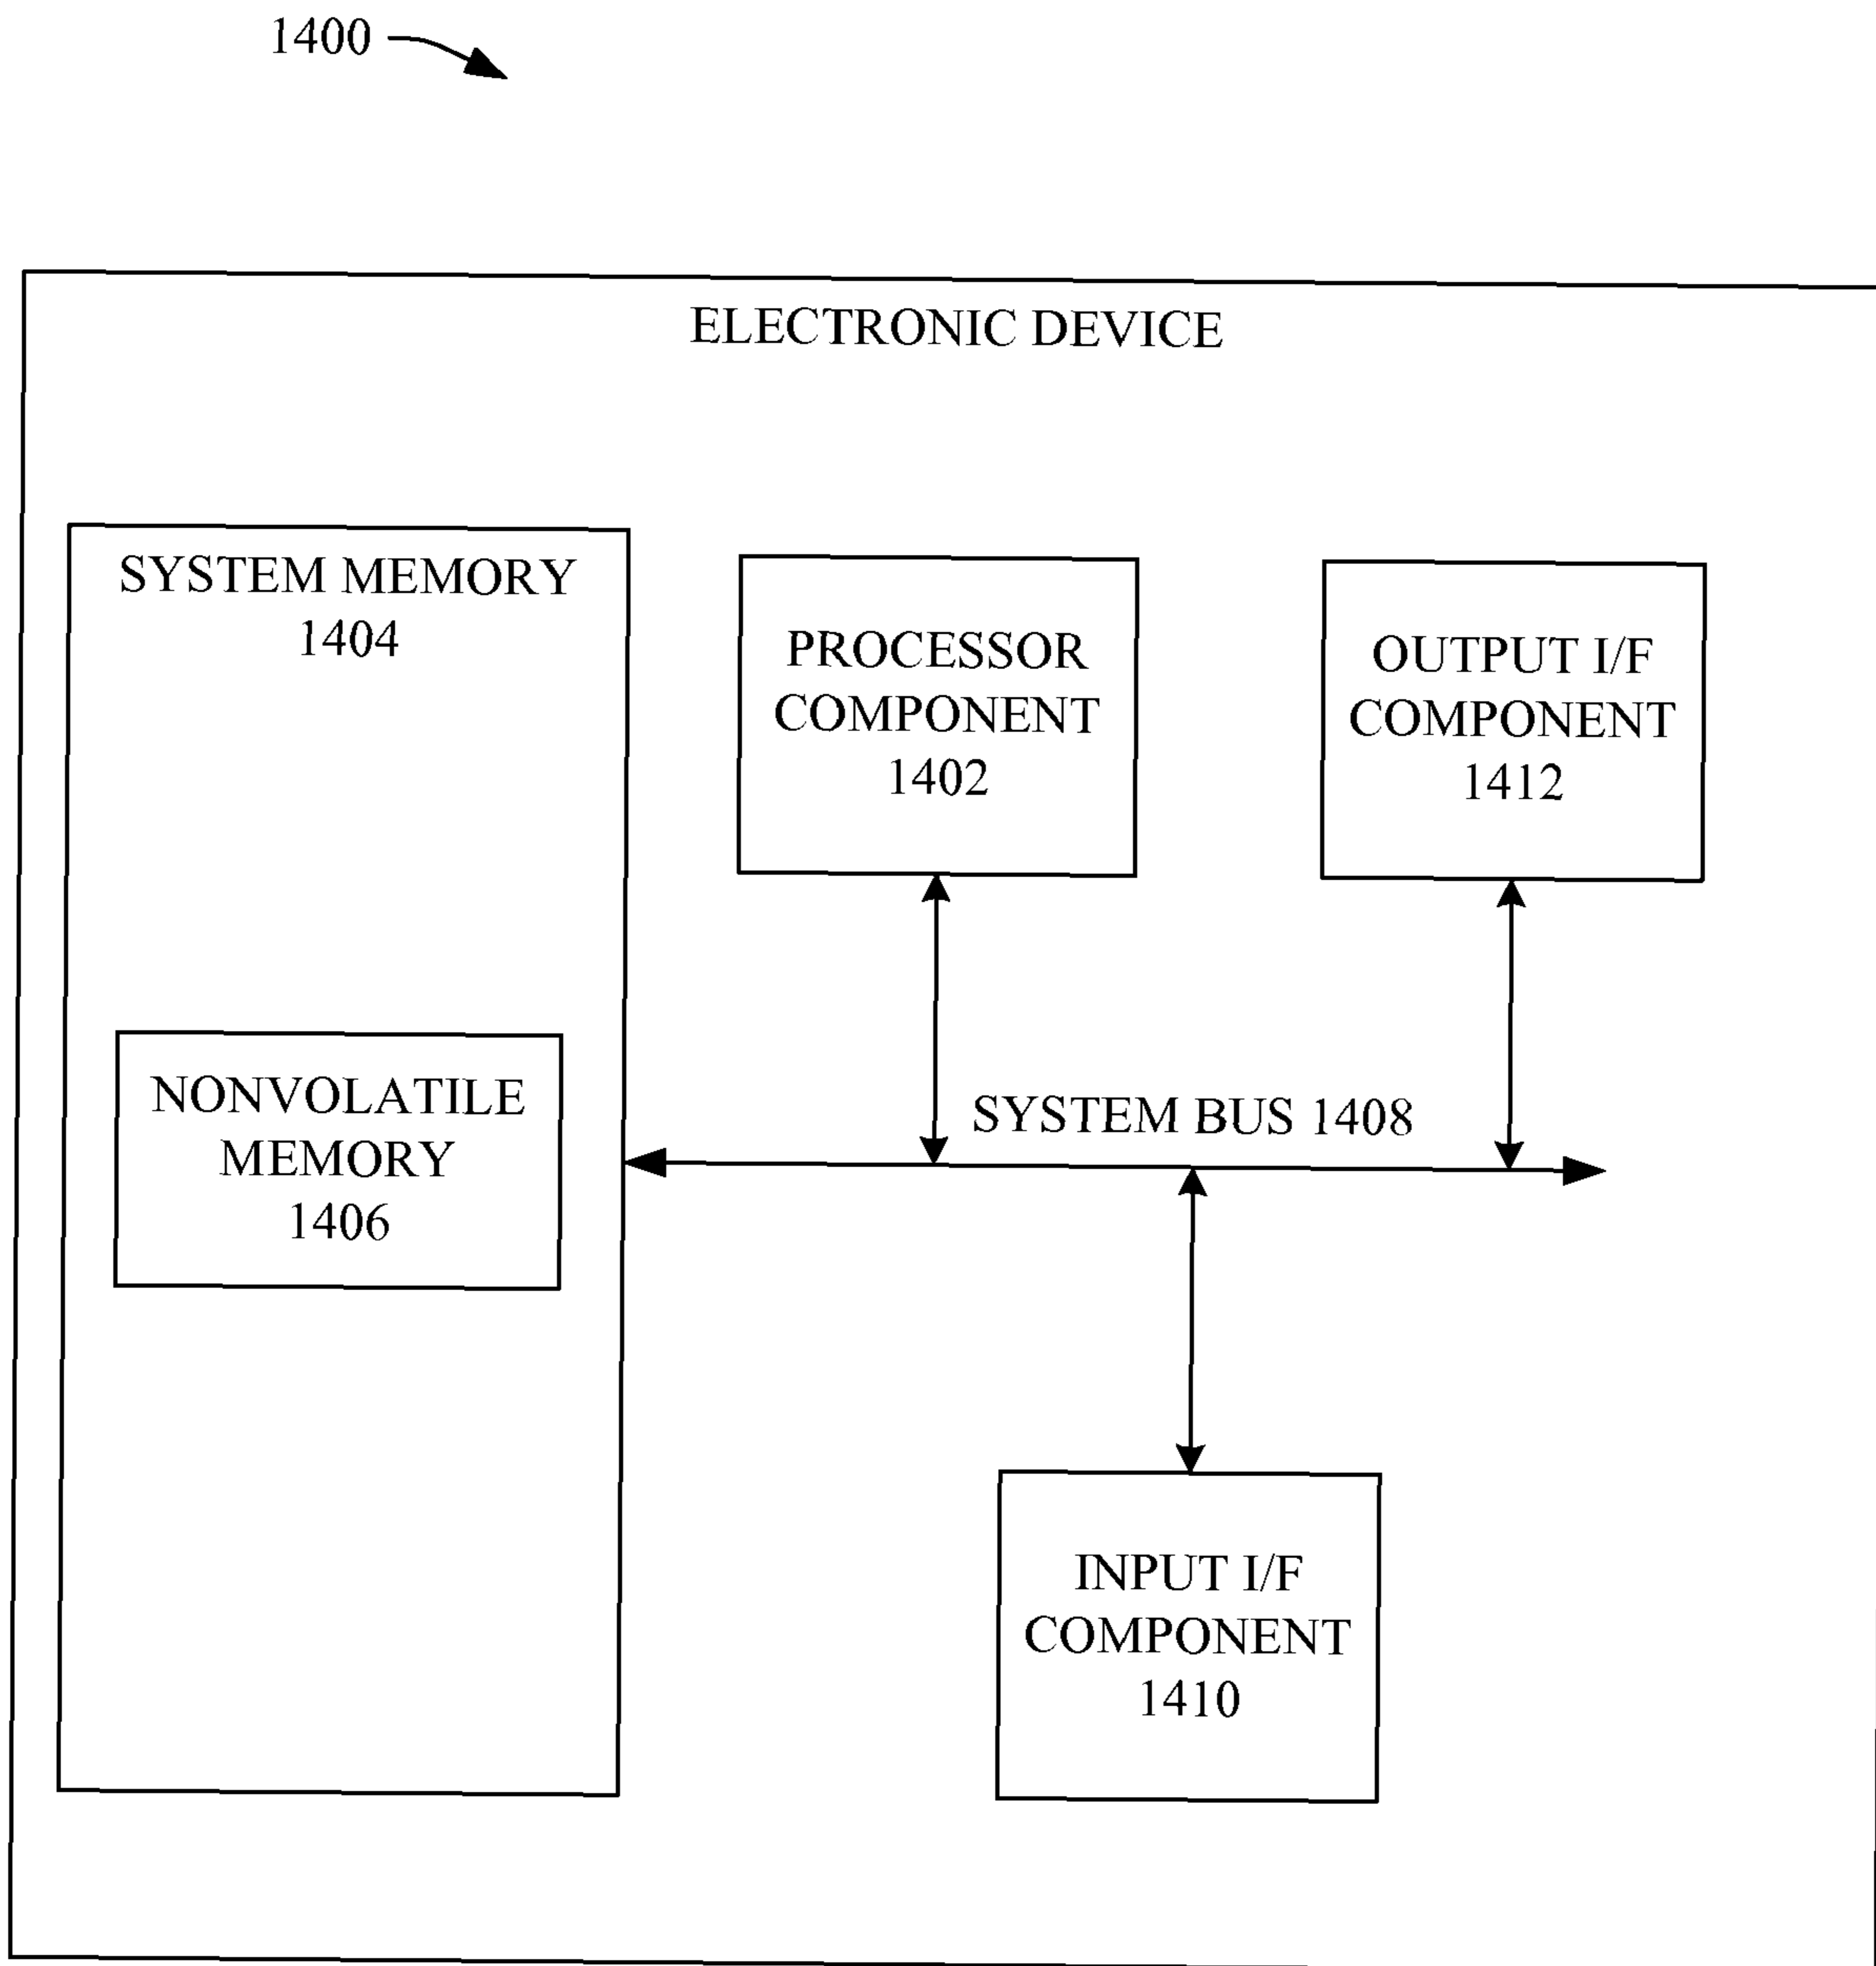 1400
ELECTRONIC DEVICE
SYSTEM MEMORY
1404
PROCESSOR
COMPONENT
1402
OUTPUT I/F
COMPONENT
1412
NONVOLATILE
MEMORY
1406
SYSTEM BUS 1408
INPUT I/F
COMPONENT
1410